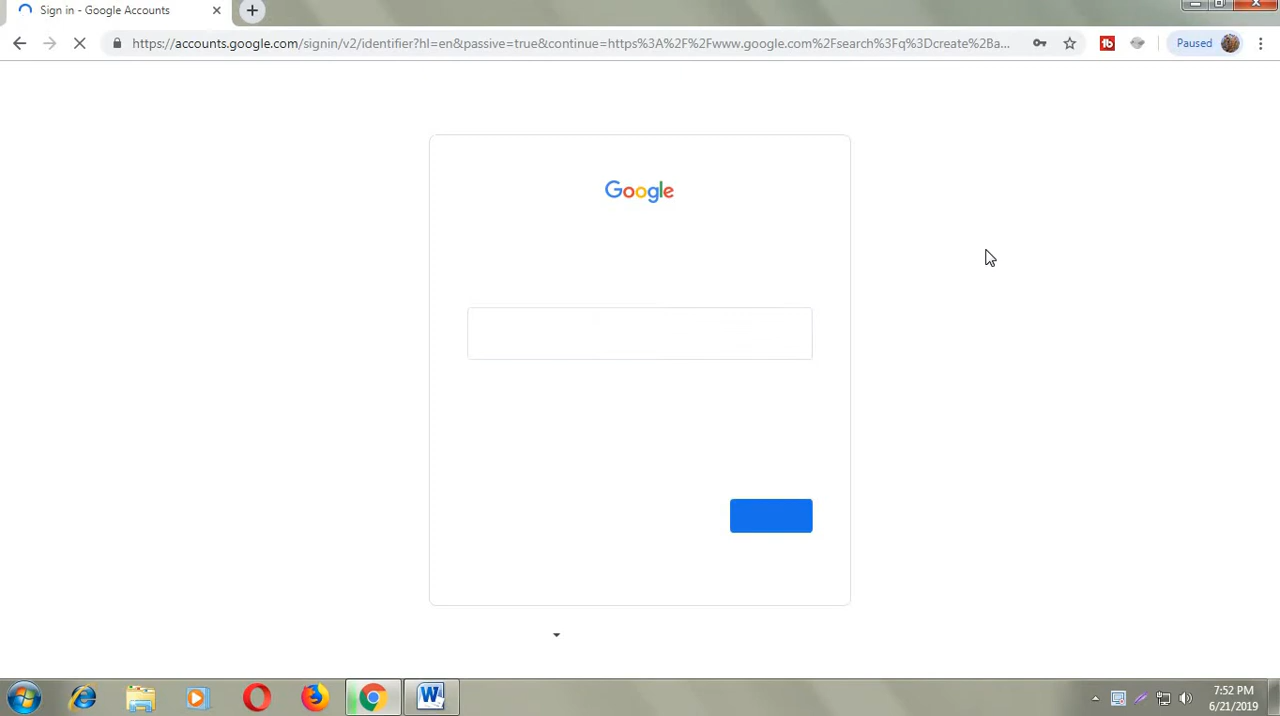 Sign in - Google Accounts
https://accounts.google.com/signin/v2/identifier?hl=en&passive=true&continue=https%3A%2F%2Fwww.google.com%2Fsearch%3Fq%3Dcreate%2Ba...
Paused
Google
7:52 PM
6/21/2019